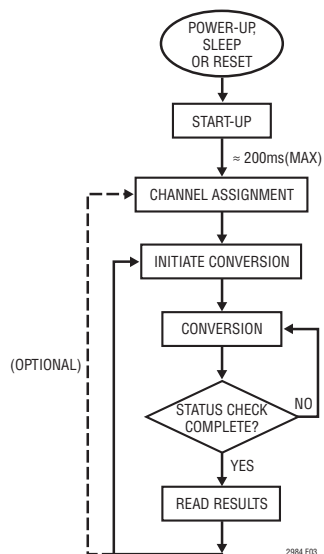 POWER-UP,
SLEEP
OR RESET
START-UP
≈ 200ms(MAX)
CHANNEL ASSIGNMENT
INITIATE CONVERSION
CONVERSION
(OPTIONAL)
STATUS CHECK
COMPLETE?
NO
YES
READ RESULTS
2984 F03